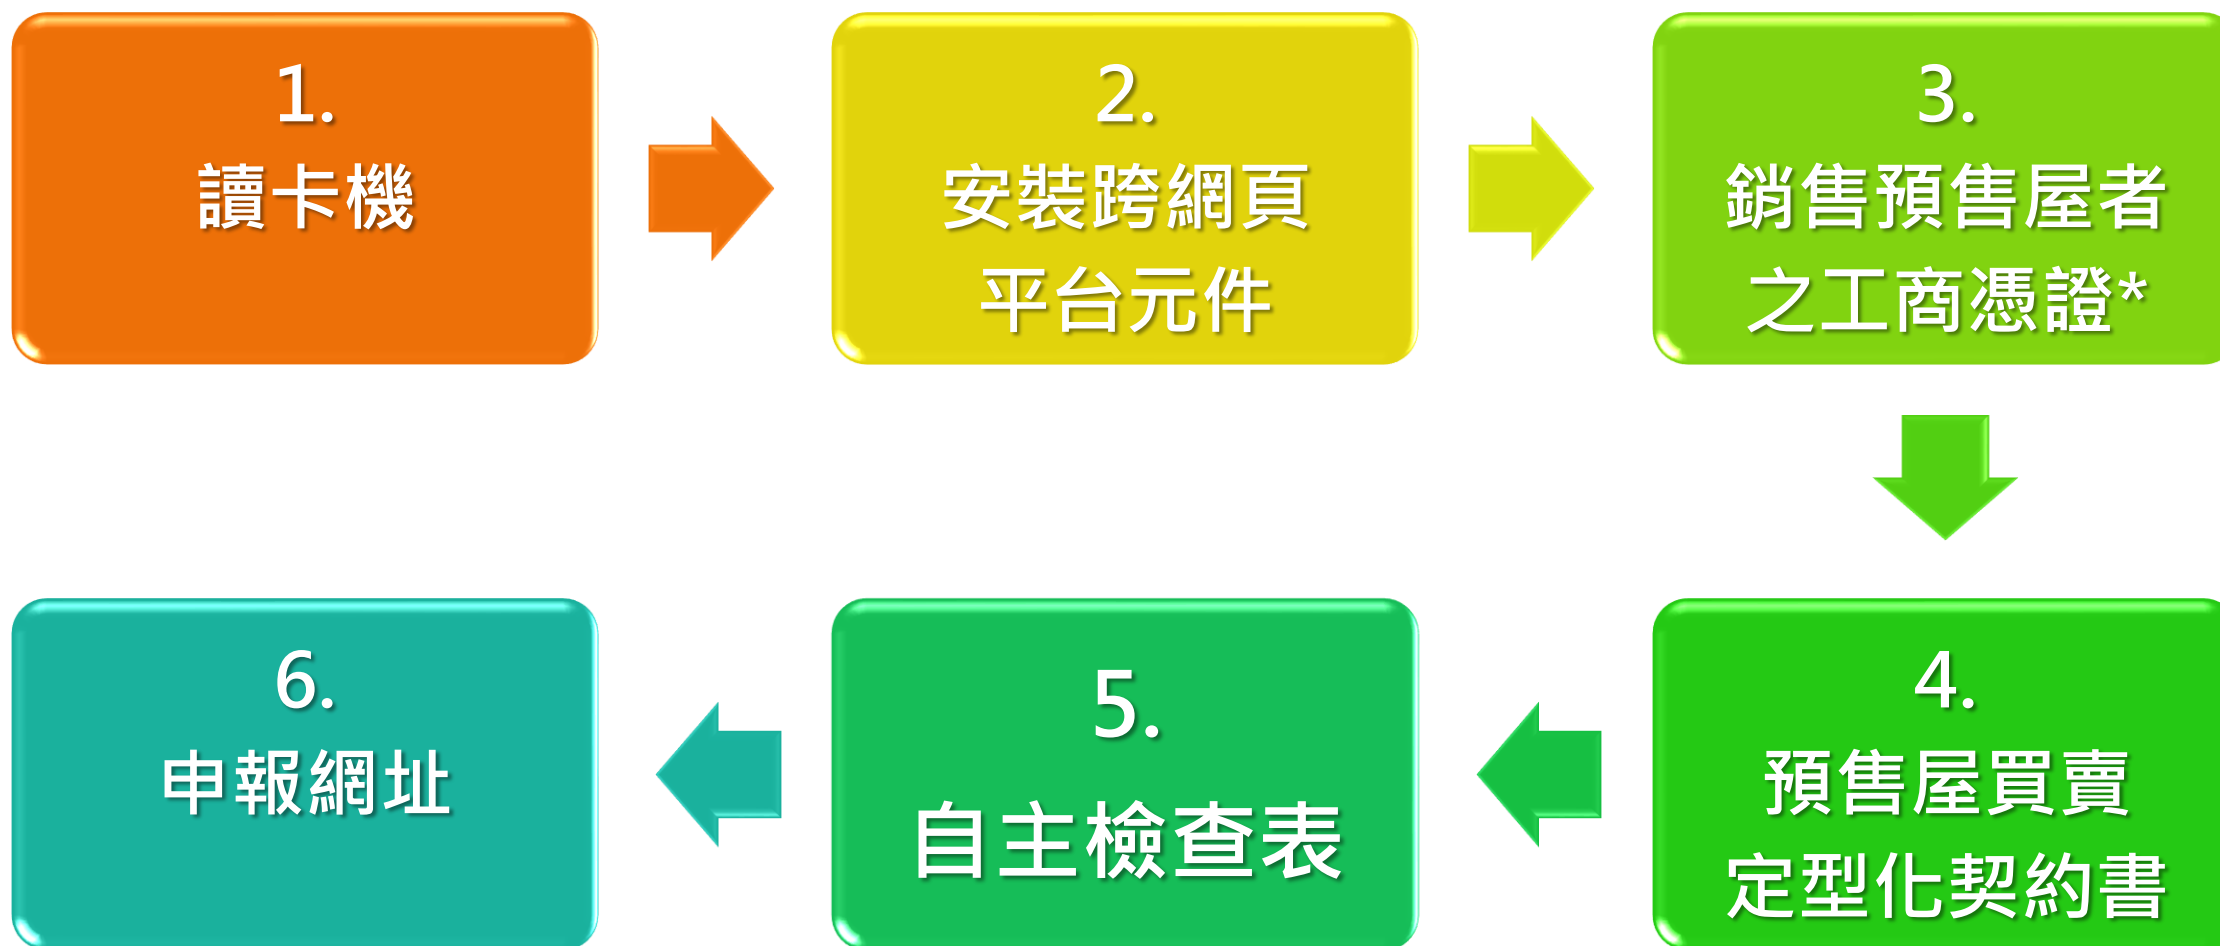 1.
讀卡機
2.
安裝跨網頁
平台元件
3.
銷售預售屋者
之工商憑證*
4.
預售屋買賣
定型化契約書
5.
自主檢查表
6.
申報網址